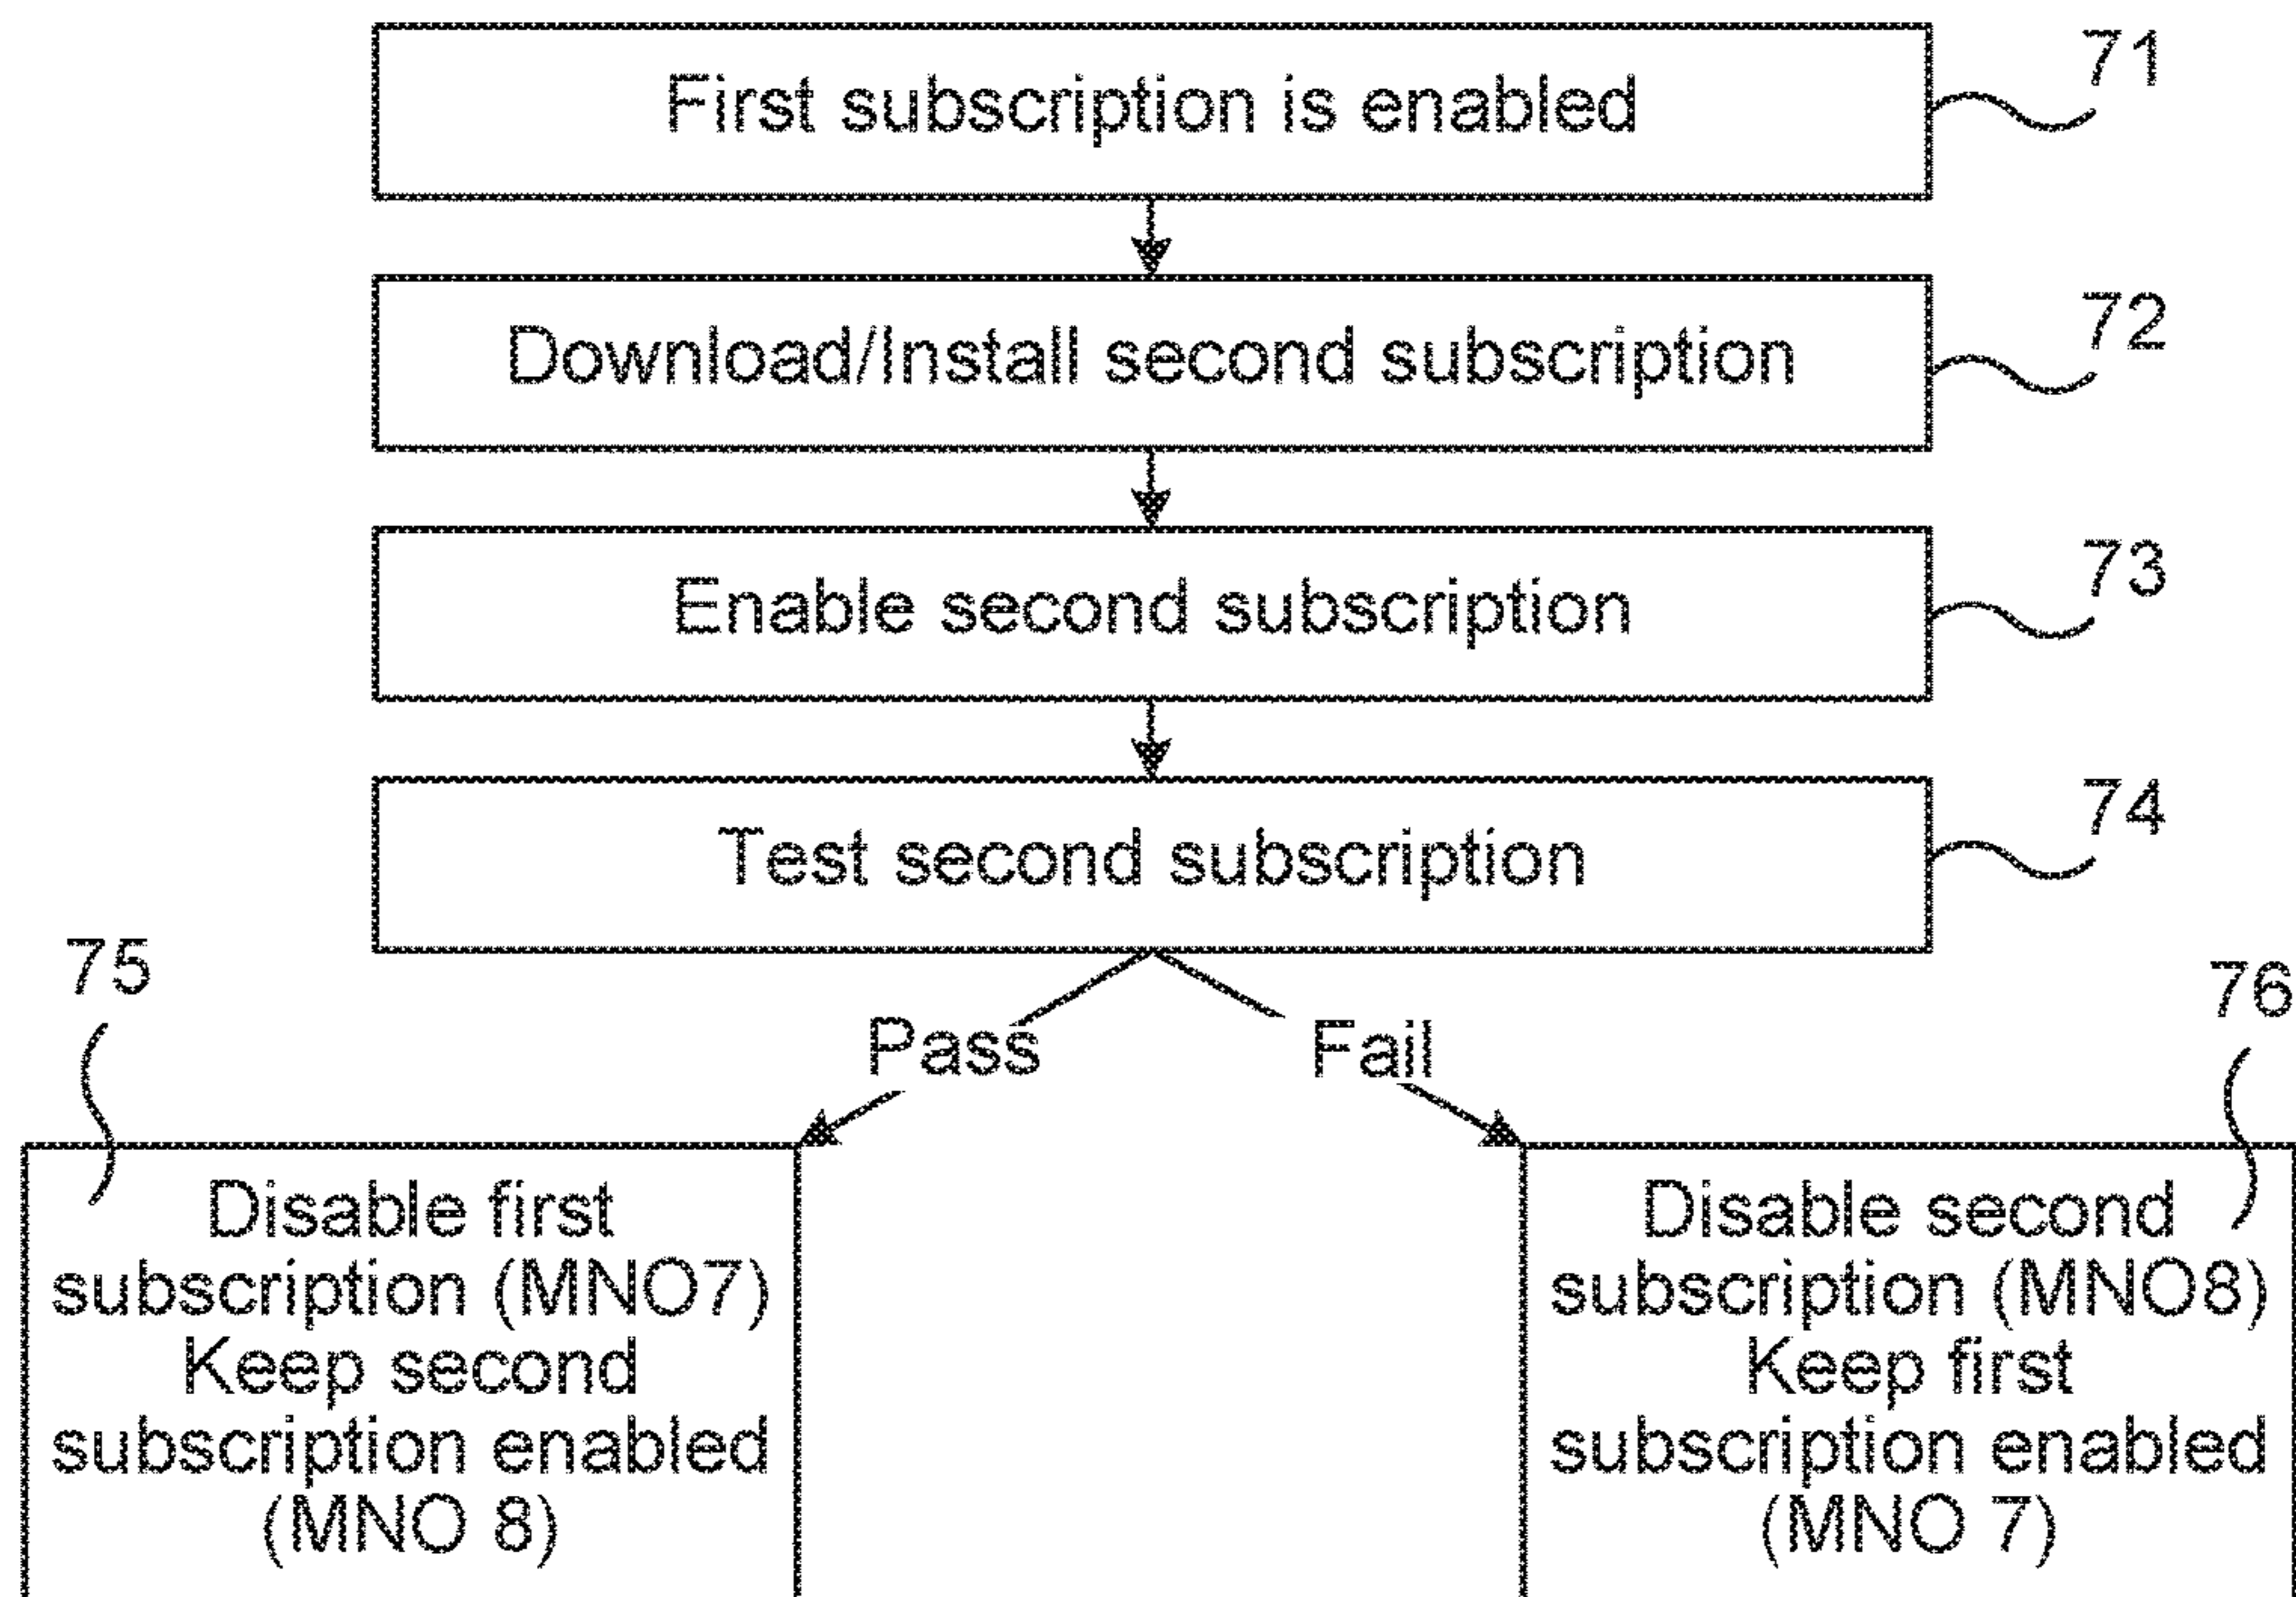 First subscription is enabled
71
Download/Install second subscription
72
Enable second subscription
73
Test second subscription
74
75
76
Pass
Fail
Disable first
subscription (MNO7)
Keep second
subscription enabled
(MNO 8)
Disable second
subscription (MNO8)
Keep first
subscription enabled
(MNO 7)